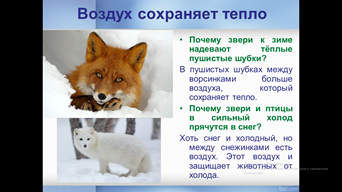 Воздух сохраняет тепло
• Почему звери к зиме
надевают тёплые
пушистые шубки?
В пушистых шубках между
ворсинками больше
воздуха, который
сохраняет тепло.
• Почему звери и птицы
в сильный холод
прячутся в снег?
Хоть снег и холодный, но
между снежинками есть
воздух. Этот воздух и
защищает животных от
холода.